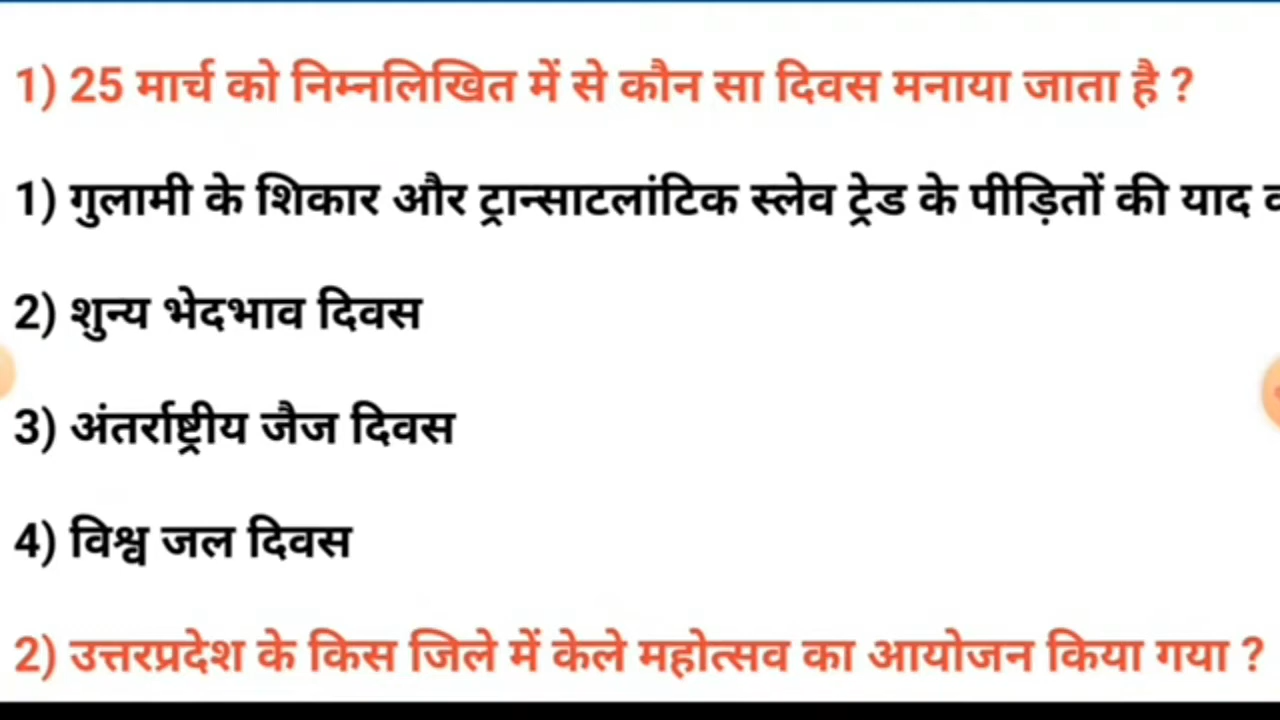 1) 25 मार्च को निम्नलिखित में से कौन सा दिवस मनाया जाता है ?
1) गुलामी के शिकार और ट्रान्साटलांटिक स्लेव ट्रेड के पीड़ितों की याद
2) शुन्य भेदभाव दिवस
3) अंतर्राष्ट्रीय जैज दिवस
4) विश्व जल दिवस
2) उत्तरप्रदेश के किस जिले में केले महोत्सव का आयोजन किया गया ?